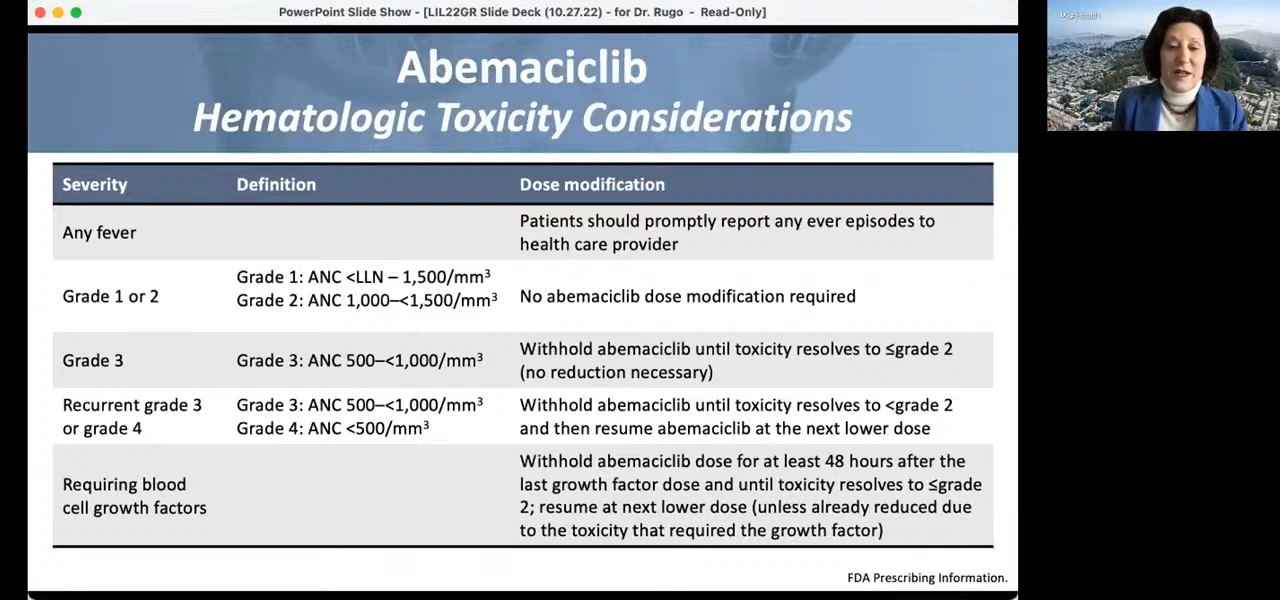 PowerPoint Slide Show - [LIL22GR Slide Deck (10.27.22) - for Dr. Rugo - Read-Only]
Abemaciclib
Hematologic Toxicity Considerations
Severity Definition Dose modification
Any fever
Patients should promptly report any ever episodes to
health care provider
Grade 1 or 2
Grade 1: ANC <LLN – 1,500/mm³
Grade 2: ANC 1,000–<1,500/mm³
No abemaciclib dose modification required
Grade 3
Grade 3: ANC 500–<1,000/mm³
Withhold abemaciclib until toxicity resolves to ≤grade 2
(no reduction necessary)
Recurrent grade 3
or grade 4
Grade 3: ANC 500–<1,000/mm³
Grade 4: ANC <500/mm³
Withhold abemaciclib until toxicity resolves to <grade 2
and then resume abemaciclib at the next lower dose
Requiring blood
cell growth factors
Withhold abemaciclib dose for at least 48 hours after the
last growth factor dose and until toxicity resolves to ≤grade
2; resume at next lower dose (unless already reduced due
to the toxicity that required the growth factor)
FDA Prescribing Information.
UCSF Health